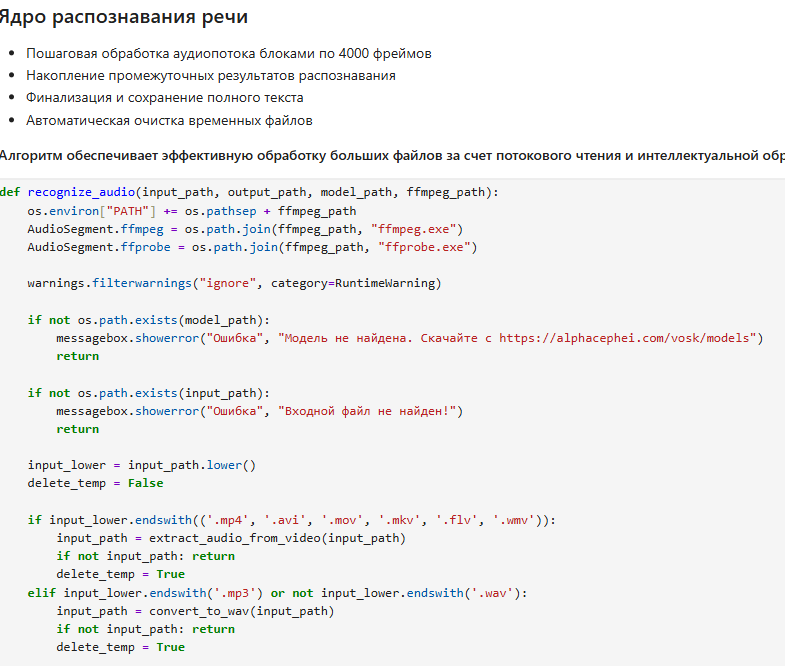 Ядро распознавания речи
• Пошаговая обработка аудиопотока блоками по 4000 фреймов
• Накопление промежуточных результатов распознавания
• Финализация и сохранение полного текста
• Автоматическая очистка временных файлов
Алгоритм обеспечивает эффективную обработку больших файлов за счет потокового чтения и интеллектуальной
def recognize_audio(input_path, output_path, model_path, ffmpeg_path):
    os.environ["PATH"] += os.pathsep + ffmpeg_path
    AudioSegment.ffmpeg = os.path.join(ffmpeg_path, "ffmpeg.exe")
    AudioSegment.ffprobe = os.path.join(ffmpeg_path, "ffprobe.exe")
    warnings.filterwarnings("ignore", category=RuntimeWarning)
    if not os.path.exists(model_path):
        messagebox.showerror("Ошибка", "Модель не найдена. Скачайте с https://alphacephei.com/vosk/models")
        return
    if not os.path.exists(input_path):
        messagebox.showerror("Ошибка", "Входной файл не найден!")
        return
    input_lower = input_path.lower()
    delete_temp = False
    if input_lower.endswith(('.mp4', '.avi', '.mov', '.mkv', '.flv', '.wmv')):
        input_path = extract_audio_from_video(input_path)
        if not input_path: return
        delete_temp = True
    elif input_lower.endswith('.mp3') or not input_lower.endswith('.wav'):
        input_path = convert_to_wav(input_path)
        if not input_path: return
        delete_temp = True